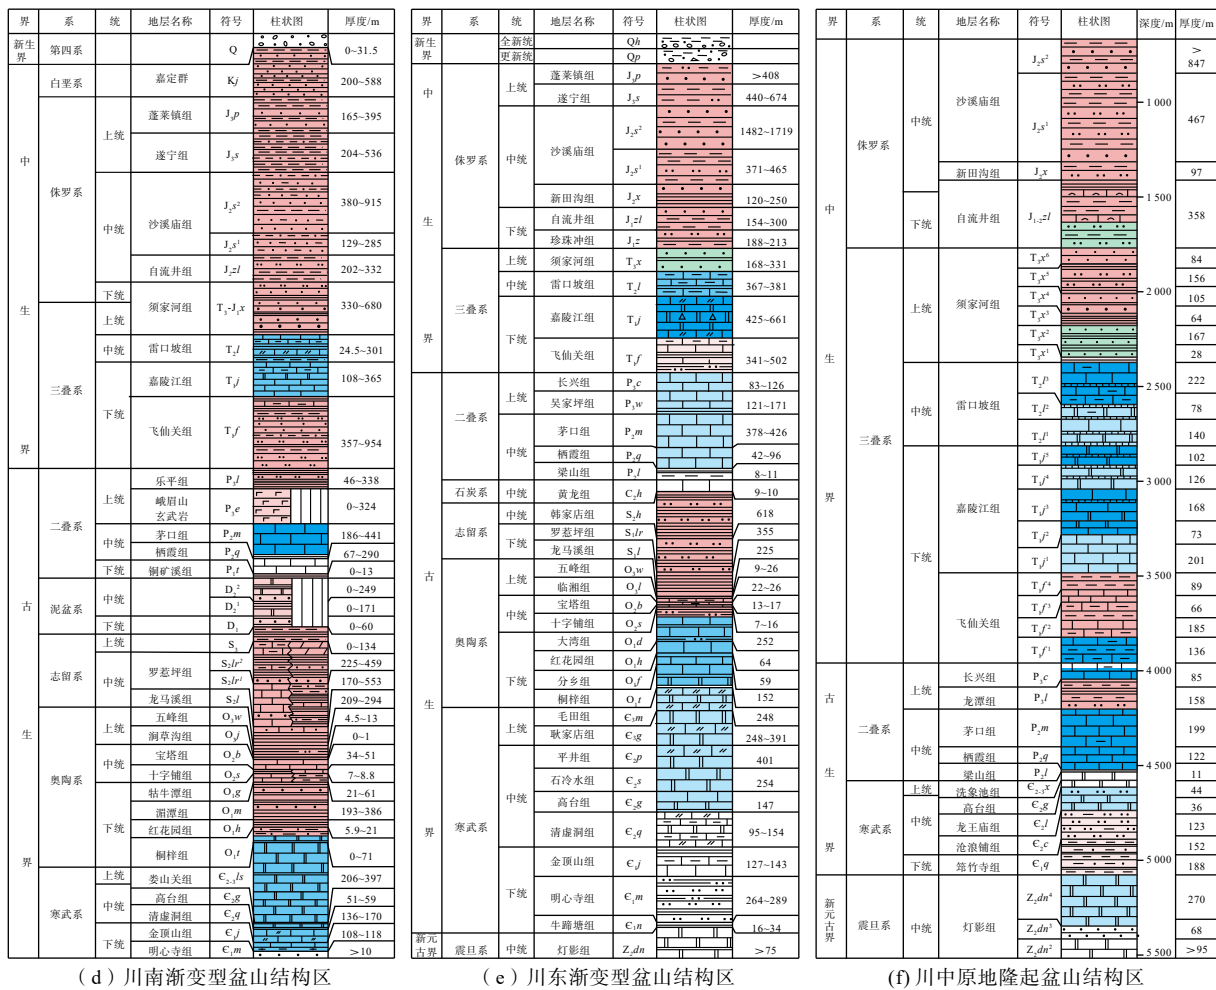 界 系 上统 地层名称 符号 柱状图 厚度/m
新生界 第四系 Q 0~31.5
中生界 白垩系 嘉定群 Kj 200~588
侏罗系 上统 蓬莱镇组 J₃p 165~395
遂宁组 J₃s 204~536
中统 沙溪庙组 J₂s² 380~915
J₂s¹ 129~285
自流井组 J₂zl 202~332
下统 须家河组 T₃-J₁x 330~680
三叠系 上统
中统 雷口坡组 T₂l 24.5~301
下统 嘉陵江组 T₁j 108~365
飞仙关组 T₁f 357~954
古生界 二叠系 上统 乐平组 P₃l 46~338
峨眉山
玄武岩 P₃e 0~324
中统 茅口组 P₂m 186~441
栖霞组 P₂q 67~290
下统 铜矿溪组 P₁t 0~13
泥盆系 中统 D₂² 0~249
D₂¹ 0~171
下统 D₁ 0~60
志留系 上统 S₃ 0~134
中统 罗惹坪组 S₂lr² 225~459
S₂lr¹ 170~553
龙马溪组 S₂l 209~294
奥陶系 上统 五峰组 O₃w 4.5~13
涧草沟组 O₃j 0~1
中统 宝塔组 O₂b 34~51
十字铺组 O₂s 7~8.8
下统 牯牛潭组 O₁g 21~61
湄潭组 O₁m 193~386
红花园组 O₁h 5.9~21
桐梓组 O₁t 0~71
寒武系 上统 娄山关组 Є₂₋₃ls 206~397
中统 高台组 Є₂g 51~59
清虚洞组 Є₂q 136~170
下统 金顶山组 Є₁j 108~118
明心寺组 Є₁m >10
（d）川南渐变型盆山结构区
界 系 统 地层名称 符号 柱状图 厚度/m
新生界 全新统 Qh
更新统 Qp
中生界 侏罗系 上统 蓬莱镇组 J₃p >408
遂宁组 J₃s 440~674
中统 沙溪庙组 J₂s² 1482~1719
J₂s¹ 371~465
新田沟组 J₂x 120~250
下统 自流井组 J₁zl 154~300
珍珠冲组 J₁z 188~213
三叠系 上统 须家河组 T₃x 168~331
中统 雷口坡组 T₂l 367~381
下统 嘉陵江组 T₁j 425~661
飞仙关组 T₁f 341~502
古生界 二叠系 上统 长兴组 P₃c 83~126
吴家坪组 P₃w 121~171
中统 茅口组 P₂m 378~426
栖霞组 P₂q 42~96
梁山组 P₂l 8~11
石炭系 中统 黄龙组 C₂h 9~10
志留系 中统 韩家店组 S₂h 618
下统 罗惹坪组 S₁lr 355
龙马溪组 S₁l 225
奥陶系 上统 五峰组 O₃w 9~26
临湘组 O₃l 22~26
中统 宝塔组 O₂b 13~17
十字铺组 O₂s 7~16
下统 大湾组 O₁d 252
红花园组 O₁h 64
分乡组 O₁f 59
桐梓组 O₁t 152
寒武系 上统 毛田组 Є₃m 248
耿家店组 Є₃g 248~391
中统 平井组 Є₂p 401
石冷水组 Є₂s 254
高台组 Є₂g 147
清虚洞组 Є₂q 95~154
下统 金顶山组 Є₁j 127~143
明心寺组 Є₁m 264~289
牛蹄塘组 Є₁n 16~34
新元古界 震旦系 中统 灯影组 Z₂dn >75
（e）川东渐变型盆山结构区
界 系 统 地层名称 符号 柱状图 深度/m 厚度/m
中生界 侏罗系 中统 沙溪庙组 J₂s² >847
J₂s¹ 1 000 467
新田沟组 J₂x 97
下统 自流井组 J₁₋₂zl 1 500 358
三叠系 上统 须家河组 T₃x⁶ 84
T₃x⁵ 156
T₃x⁴ 2 000 105
T₃x³ 64
T₃x² 167
T₃x¹ 28
中统 雷口坡组 T₂l³ 2 500 222
T₂l² 78
T₂l¹ 140
下统 嘉陵江组 T₁j⁵ 102
T₁j⁴ 3 000 126
T₁j³ 168
T₁j² 73
T₁j¹ 201
飞仙关组 T₁f⁴ 3 500 89
T₁f³ 66
T₁f² 185
T₁f¹ 136
古生界 二叠系 上统 长兴组 P₃c 4 000 85
龙潭组 P₃l 158
中统 茅口组 P₂m 199
栖霞组 P₂q 122
梁山组 P₂l 4 500 11
寒武系 上统 洗象池组 Є₂₋₃x 44
中统 高台组 Є₂g 36
龙王庙组 Є₂l 123
沧浪铺组 Є₂c 152
下统 筇竹寺组 Є₁q 5 000 188
新元古界 震旦系 中统 灯影组 Z₂dn⁴ 270
Z₂dn³ 68
Z₂dn² 5 500 >95
(f) 川中原地隆起盆山结构区